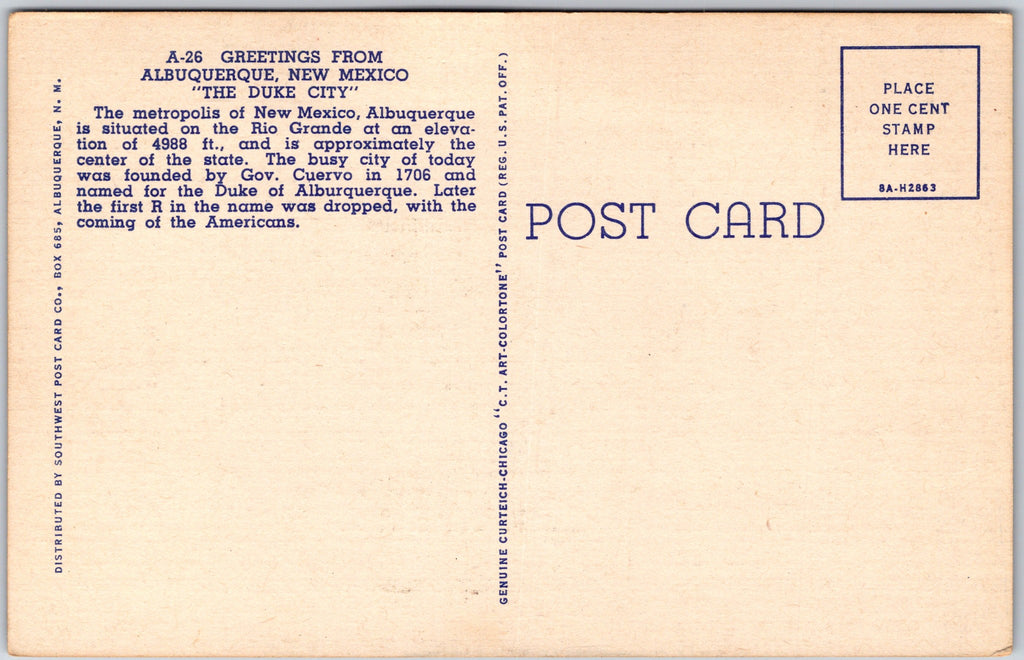 A-26 GREETINGS FROM
ALBUQUERQUE, NEW MEXICO
"THE DUKE CITY"
The metropolis of New Mexico, Albuquerque
is situated on the Rio Grande at an eleva-
tion of 4988 ft., and is approximately the
center of the state. The busy city of today
was founded by Gov. Cuervo in 1706 and
named for the Duke of Alburquerque. Later
the first R in the name was dropped, with the
coming of the Americans.
DISTRIBUTED BY SOUTHWEST POST CARD CO., BOX 685, ALBUQUERQUE, N. M.
GENUINE CURTEICH-CHICAGO "C.T. ART-COLORTONE" POST CARD (REG. U.S. PAT. OFF.)
POST CARD
PLACE
ONE CENT
STAMP
HERE
8A-H2863